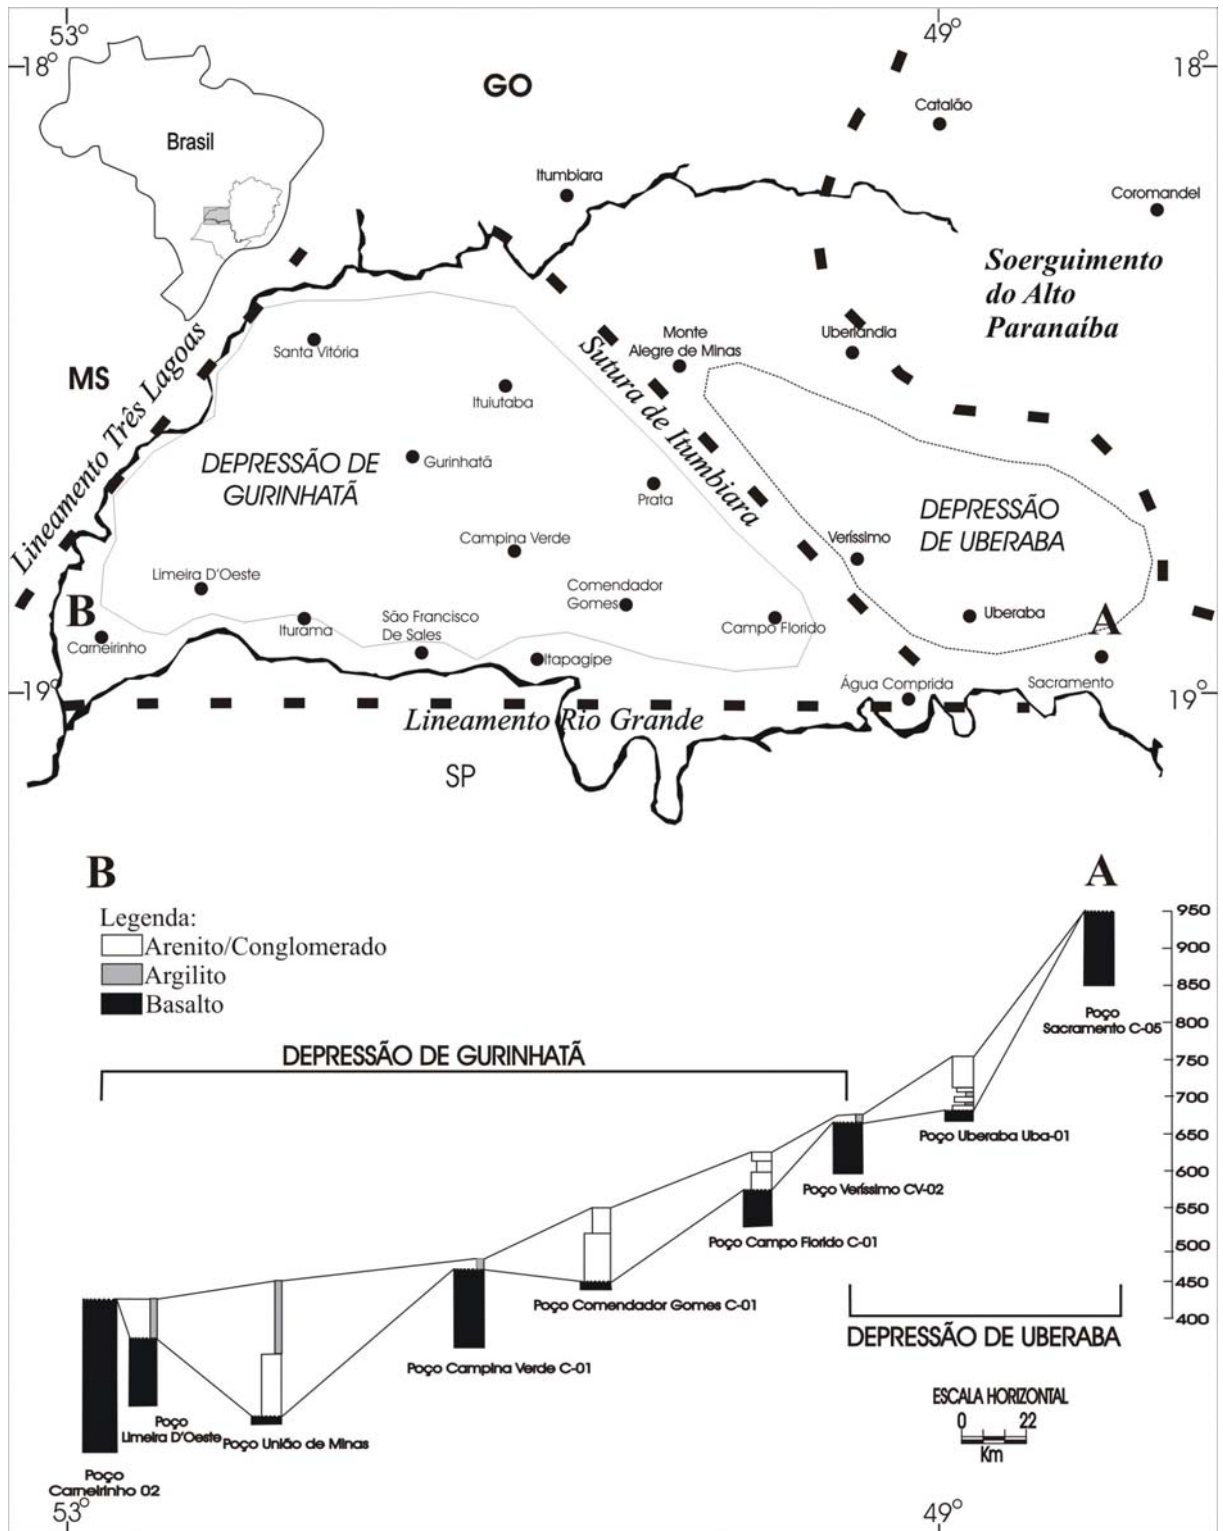 53°
49°
18°
18°
GO
Catalão
Brasil
Itumbiara
Coromandel
Soerguimento
do Alto
Paranaíba
Monte
Alegre de Minas
Uberlandia
Santa Vitória
MS
Lineamento Três Lagoas
Sutura de Itumbiara
Ituiutaba
DEPRESSÃO DE
GURINHATÃ
Gurinhatã
Prata
DEPRESSÃO
DE UBERABA
Campina Verde
Veríssimo
Limeira D'Oeste
Comendador
Gomes
B
A
Iturama
São Francisco
De Sales
Campo Florido
Uberaba
Carneirinho
Itapagipe
19°
Água Comprida
Sacramento
19°
Lineamento Rio Grande
SP
B
A
Legenda:
Arenito/Conglomerado
Argilito
Basalto
950
900
850
800
750
700
650
600
550
500
450
400
Poço
Sacramento C-05
DEPRESSÃO DE GURINHATÃ
Poço Uberaba Uba-01
Poço Veríssimo CV-02
Poço Campo Florido C-01
Poço Comendador Gomes C-01
DEPRESSÃO DE UBERABA
Poço Campina Verde C-01
Poço
Limeira D'Oeste
Poço União de Minas
Poço
Carneirinho 02
ESCALA HORIZONTAL
0 22
Km
53°
49°